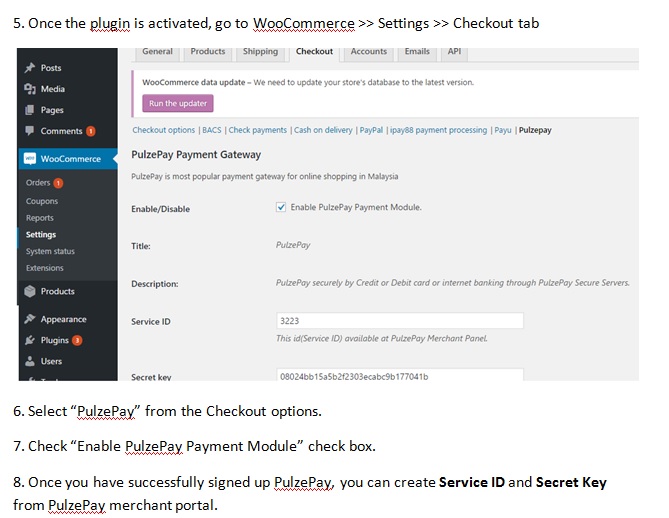 5. Once the plugin is activated, go to WooCommerce >> Settings >> Checkout tab
General Products Shipping Checkout Accounts Emails API
Posts
Media
Pages
Comments 1
WooCommerce
Orders 1
Coupons
Reports
Settings
System status
Extensions
Products
Appearance
Plugins 3
Users
WooCommerce data update – We need to update your store's database to the latest version.
Run the updater
Checkout options | BACS | Check payments | Cash on delivery | PayPal | ipay88 payment processing | Payu | Pulzepay
PulzePay Payment Gateway
PulzePay is most popular payment gateway for online shopping in Malaysia
Enable/Disable Enable PulzePay Payment Module.
Title: PulzePay
Description: PulzePay securely by Credit or Debit card or internet banking through PulzePay Secure Servers.
Service ID 3223
This id(Service ID) available at PulzePay Merchant Panel.
Secret key 08024bb15a5b2f2303ecabc9b177041b
6. Select “PulzePay” from the Checkout options.
7. Check “Enable PulzePay Payment Module” check box.
8. Once you have successfully signed up PulzePay, you can create Service ID and Secret Key
from PulzePay merchant portal.